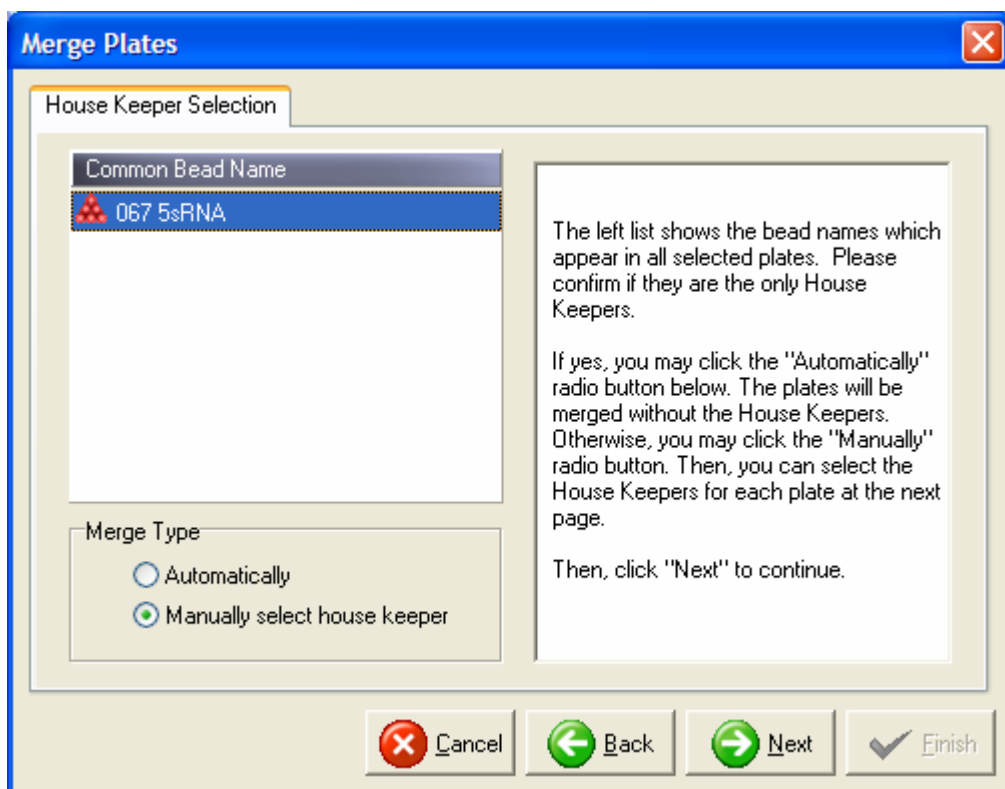 Merge Plates
House Keeper Selection
Common Bead Name
067 5sRNA
The left list shows the bead names which
appear in all selected plates.  Please
confirm if they are the only House
Keepers.
If yes, you may click the "Automatically"
radio button below. The plates will be
merged without the House Keepers.
Otherwise, you may click the "Manually"
radio button. Then, you can select the
House Keepers for each plate at the next
page.
Then, click "Next" to continue.
Merge Type
Automatically
Manually select house keeper
Cancel
Back
Next
Finish